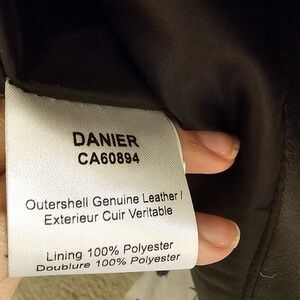 DANIER
CA60894
Outershell Genuine Leather /
Exterieur Cuir Veritable
Lining 100% Polyester
Doublure 100% Polyester